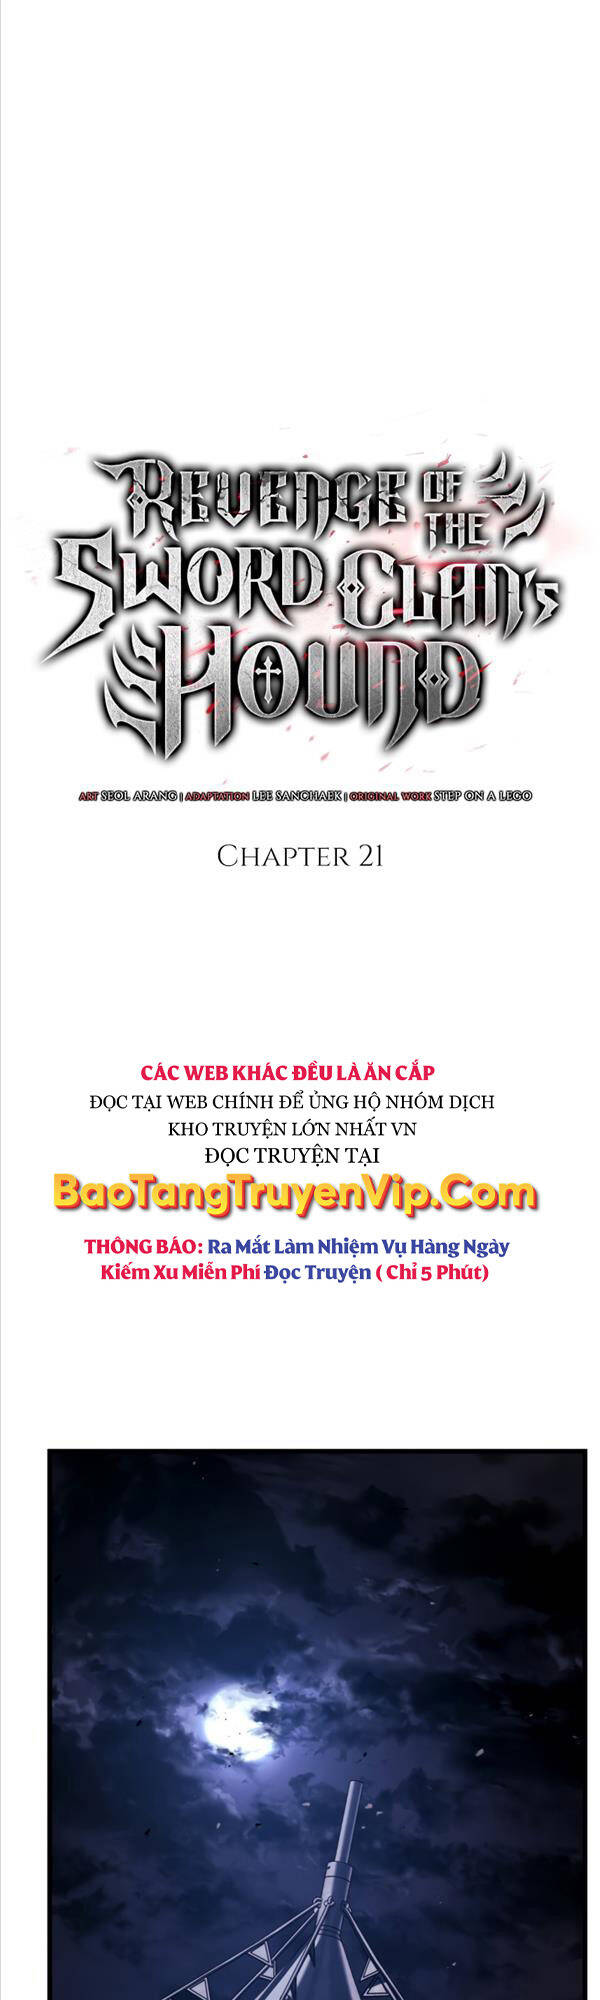 REVENGE OF
THE
SWORD CLAN'S
HOUND
ART SEOL ARANG | ADAPTATION LEE SANCHAEK | ORIGINAL WORK STEP ON A LEGO
CHAPTER 21
CÁC WEB KHÁC ĐỀU LÀ ĂN CẮP
ĐỌC TẠI WEB CHÍNH ĐỂ ỦNG HỘ NHÓM DỊCH
KHO TRUYỆN LỚN NHẤT VN
ĐỌC TRUYỆN TẠI
BaoTangTruyenVip.Com
THÔNG BÁO: Ra Mắt Làm Nhiệm Vụ Hàng Ngày
Kiếm Xu Miễn Phí Đọc Truyện ( Chỉ 5 Phút)